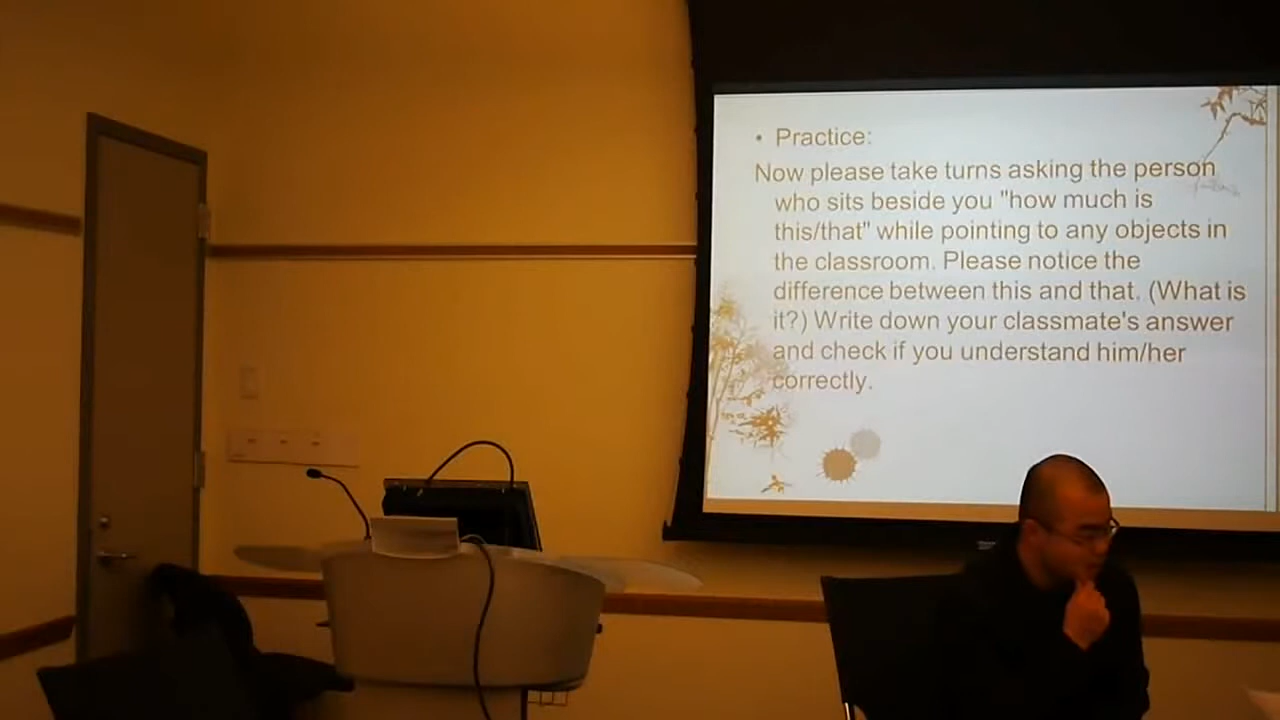 • Practice:
Now please take turns asking the person
who sits beside you "how much is
this/that" while pointing to any objects in
the classroom. Please notice the
difference between this and that. (What is
it?) Write down your classmate's answer
and check if you understand him/her
correctly.